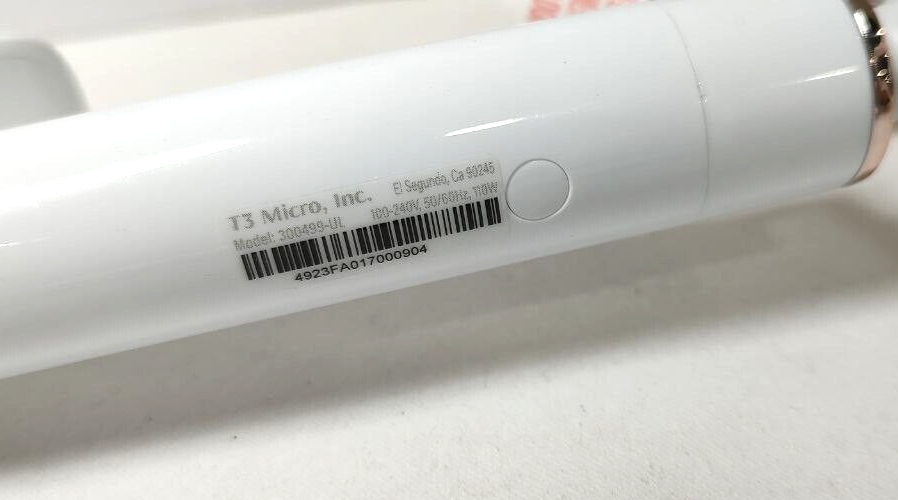 T3 Micro, Inc. El Segundo, Ca 90245
Model: 300499-UL 100-240V, 50/60Hz, 110W
4923FA017000904